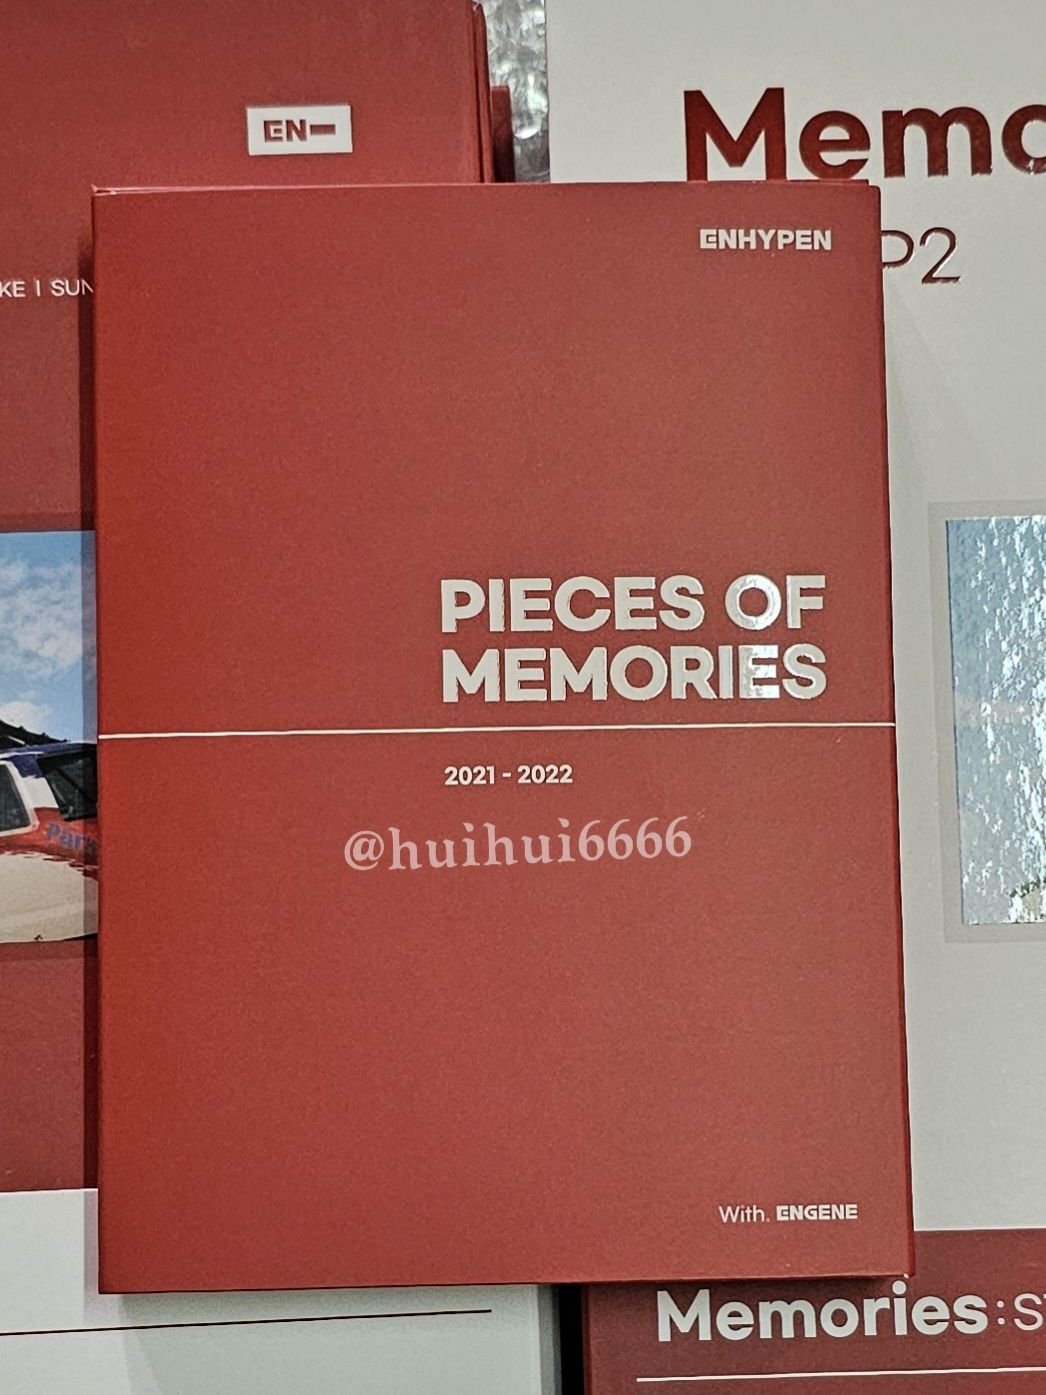 EN-
Memo
ENHYPEN
P2
KE I SUN
PIECES OF
MEMORIES
2021 - 2022
@huihui6666
With. ENGENE
Memories:S